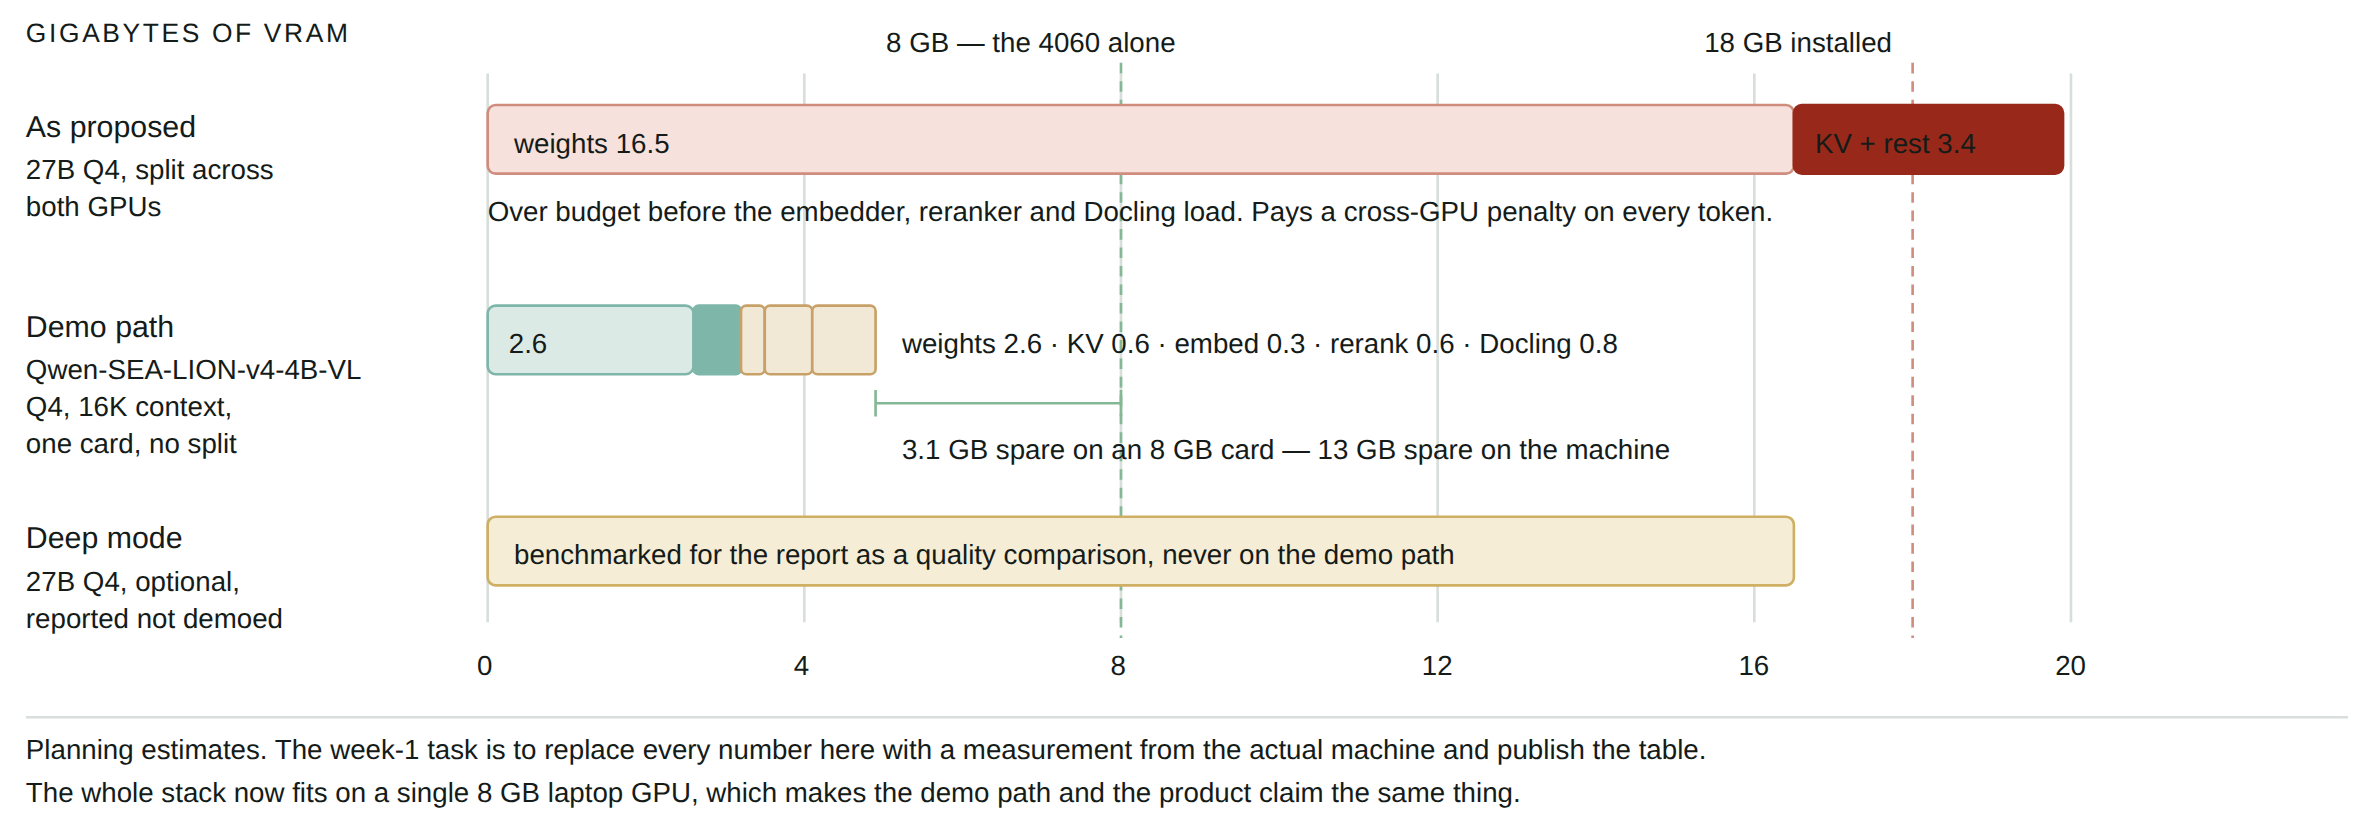 GIGABYTES OF VRAM
8 GB — the 4060 alone
18 GB installed
As proposed
27B Q4, split across
both GPUs
weights 16.5
KV + rest 3.4
Over budget before the embedder, reranker and Docling load. Pays a cross-GPU penalty on every token.
Demo path
Qwen-SEA-LION-v4-4B-VL
Q4, 16K context,
one card, no split
2.6
weights 2.6 · KV 0.6 · embed 0.3 · rerank 0.6 · Docling 0.8
3.1 GB spare on an 8 GB card — 13 GB spare on the machine
Deep mode
27B Q4, optional,
reported not demoed
benchmarked for the report as a quality comparison, never on the demo path
0 4 8 12 16 20
Planning estimates. The week-1 task is to replace every number here with a measurement from the actual machine and publish the table.
The whole stack now fits on a single 8 GB laptop GPU, which makes the demo path and the product claim the same thing.